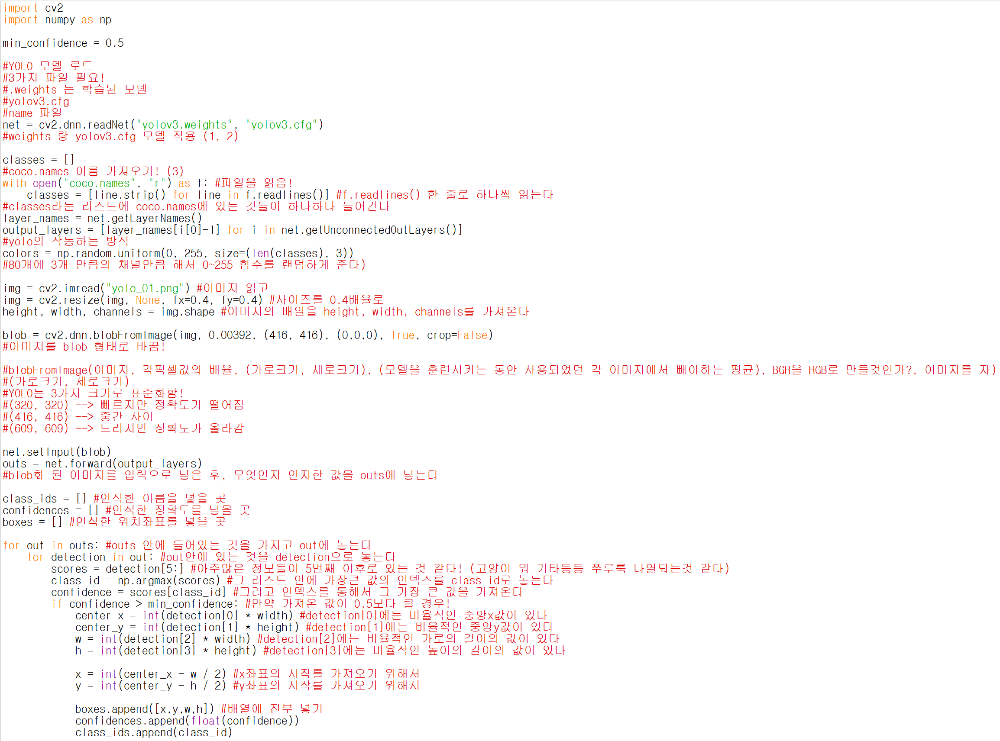 import cv2
import numpy as np

min_confidence = 0.5

#YOLO 모델 로드
#3가지 파일 필요!
#.weights 는 학습된 모델
#yolov3.cfg
#name 파일
net = cv2.dnn.readNet("yolov3.weights", "yolov3.cfg")
#weights 랑 yolov3.cfg 모델 적용 (1, 2)

classes = []
#coco.names 이름 가져오기! (3)
with open("coco.names", "r") as f: #파일을 읽음!
    classes = [line.strip() for line in f.readlines()] #f.readlines() 한 줄로 하나씩 읽는다
#classes라는 리스트에 coco.names에 있는 것들이 하나하나 들어간다
layer_names = net.getLayerNames()
output_layers = [layer_names[i[0]-1] for i in net.getUnconnectedOutLayers()]
#yolo의 작동하는 방식
colors = np.random.uniform(0, 255, size=(len(classes), 3))
#80개에 3개 만큼의 채널만큼 해서 0~255 함수를 랜덤하게 준다)

img = cv2.imread("yolo_01.png") #이미지 읽고
img = cv2.resize(img, None, fx=0.4, fy=0.4) #사이즈를 0.4배율로
height, width, channels = img.shape #이미지의 배열을 height, width, channels를 가져온다

blob = cv2.dnn.blobFromImage(img, 0.00392, (416, 416), (0,0,0), True, crop=False)
#이미지를 blob 형태로 바꿈!

#blobFromImage(이미지, 각픽셀값의 배율, (가로크기, 세로크기), (모델을 훈련시키는 동안 사용되었던 각 이미지에서 빼야하는 평균), BGR을 RGB로 만들것인가?, 이미지를 자)
#(가로크기, 세로크기)
#YOLO는 3가지 크기로 표준화함!
#(320, 320) --> 빠르지만 정확도가 떨어짐
#(416, 416) --> 중간 사이
#(609, 609) --> 느리지만 정확도가 올라감

net.setInput(blob)
outs = net.forward(output_layers)
#blob화 된 이미지를 입력으로 넣은 후, 무엇인지 인지한 값을 outs에 넣는다

class_ids = [] #인식한 이름을 넣을 곳
confidences = [] #인식한 정확도를 넣을 곳
boxes = [] #인식한 위치좌표를 넣을 곳

for out in outs: #outs 안에 들어있는 것을 가지고 out에 놓는다
    for detection in out: #out안에 있는 것을 detection으로 놓는다
        scores = detection[5:] #아주많은 정보들이 5번째 이후로 있는 것 같다! (고양이 뭐 기타등등 쭈루룩 나열되는것 같다)
        class_id = np.argmax(scores) #그 리스트 안에 가장큰 값의 인덱스를 class_id로 놓는다
        confidence = scores[class_id] #그리고 인덱스를 통해서 그 가장 큰 값을 가져온다
        if confidence > min_confidence: #만약 가져온 값이 0.5보다 클 경우!
            center_x = int(detection[0] * width) #detection[0]에는 비율적인 중앙x값이 있다
            center_y = int(detection[1] * height) #detection[1]에는 비율적인 중앙y값이 있다
            w = int(detection[2] * width) #detection[2]에는 비율적인 가로의 길이의 값이 있다
            h = int(detection[3] * height) #detection[3]에는 비율적인 높이의 길이의 값이 있다

            x = int(center_x - w / 2) #x좌표의 시작를 가져오기 위해서
            y = int(center_y - h / 2) #y좌표의 시작를 가져오기 위해서

            boxes.append([x,y,w,h]) #배열에 전부 넣기
            confidences.append(float(confidence))
            class_ids.append(class_id)